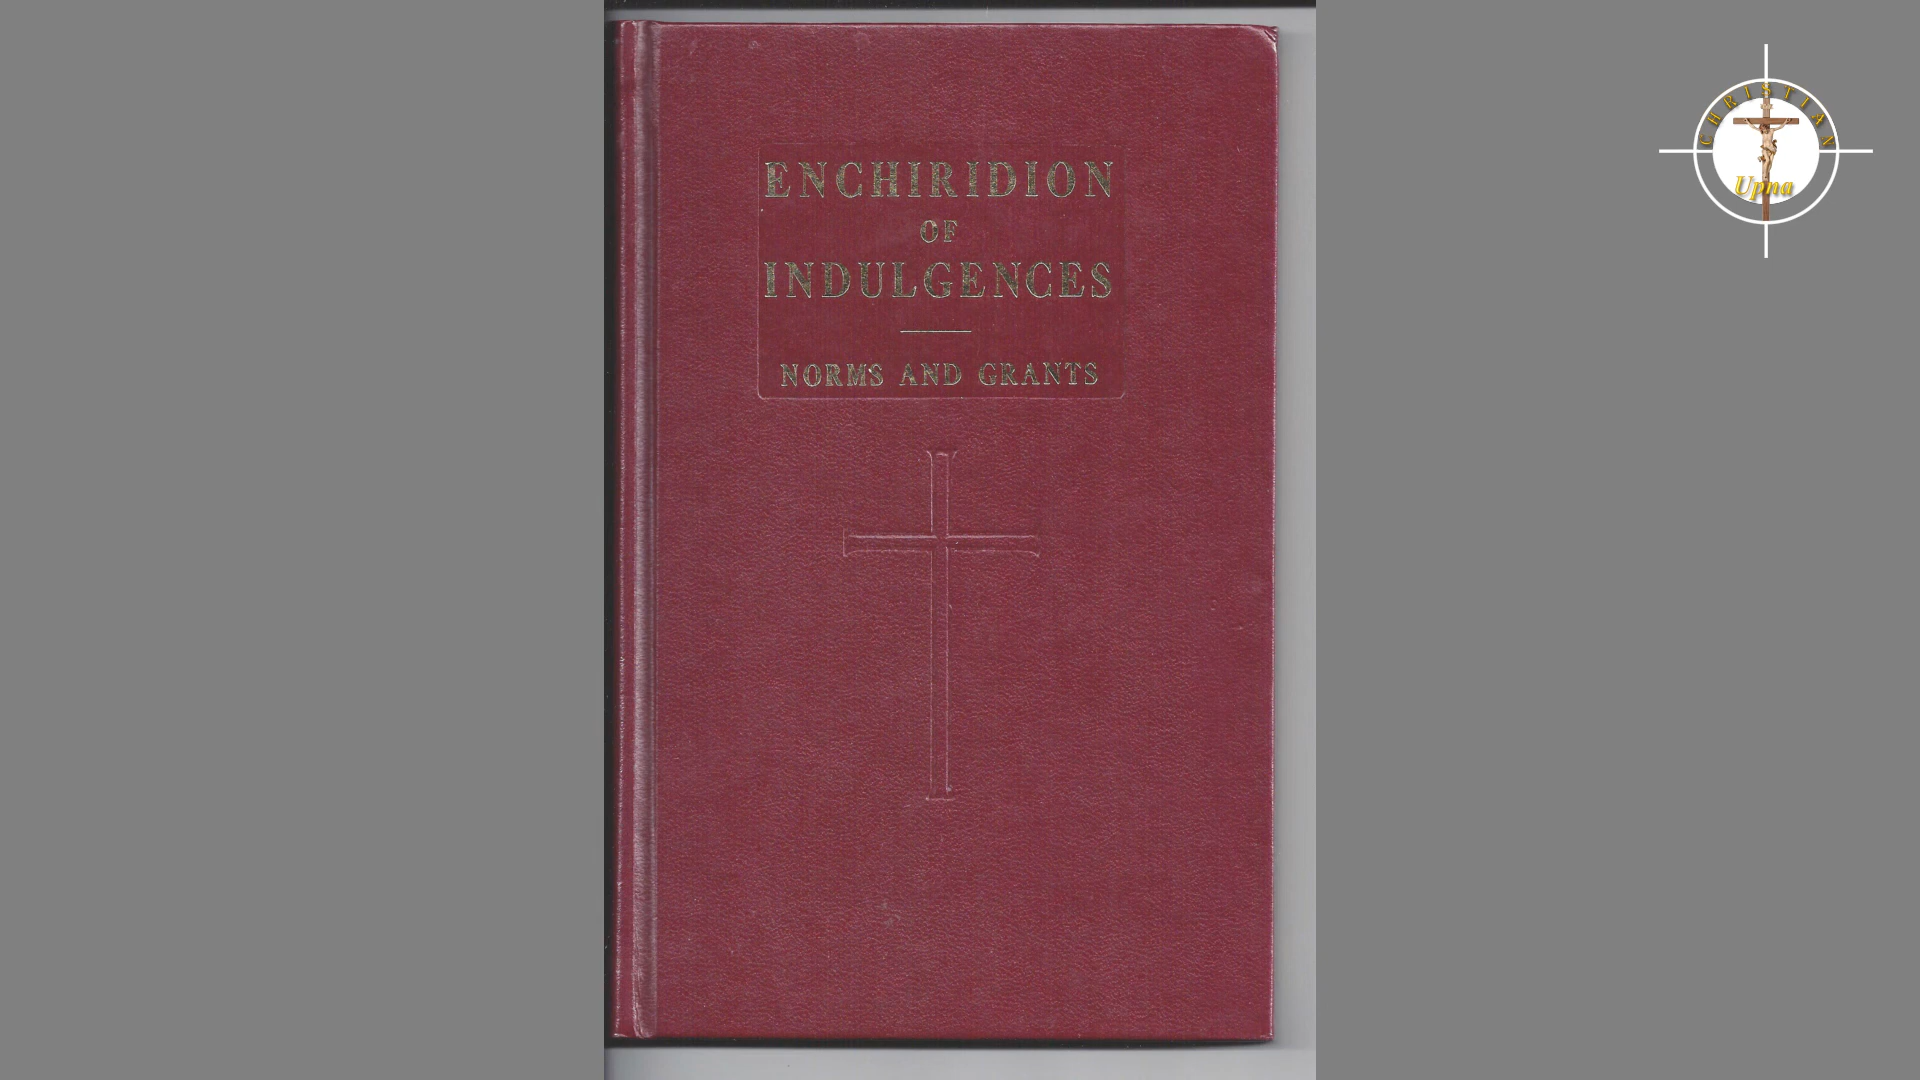 ENCHIRIDION
OF
INDULGENCES
NORMS AND GRANTS
CHRISTIAN
Upna